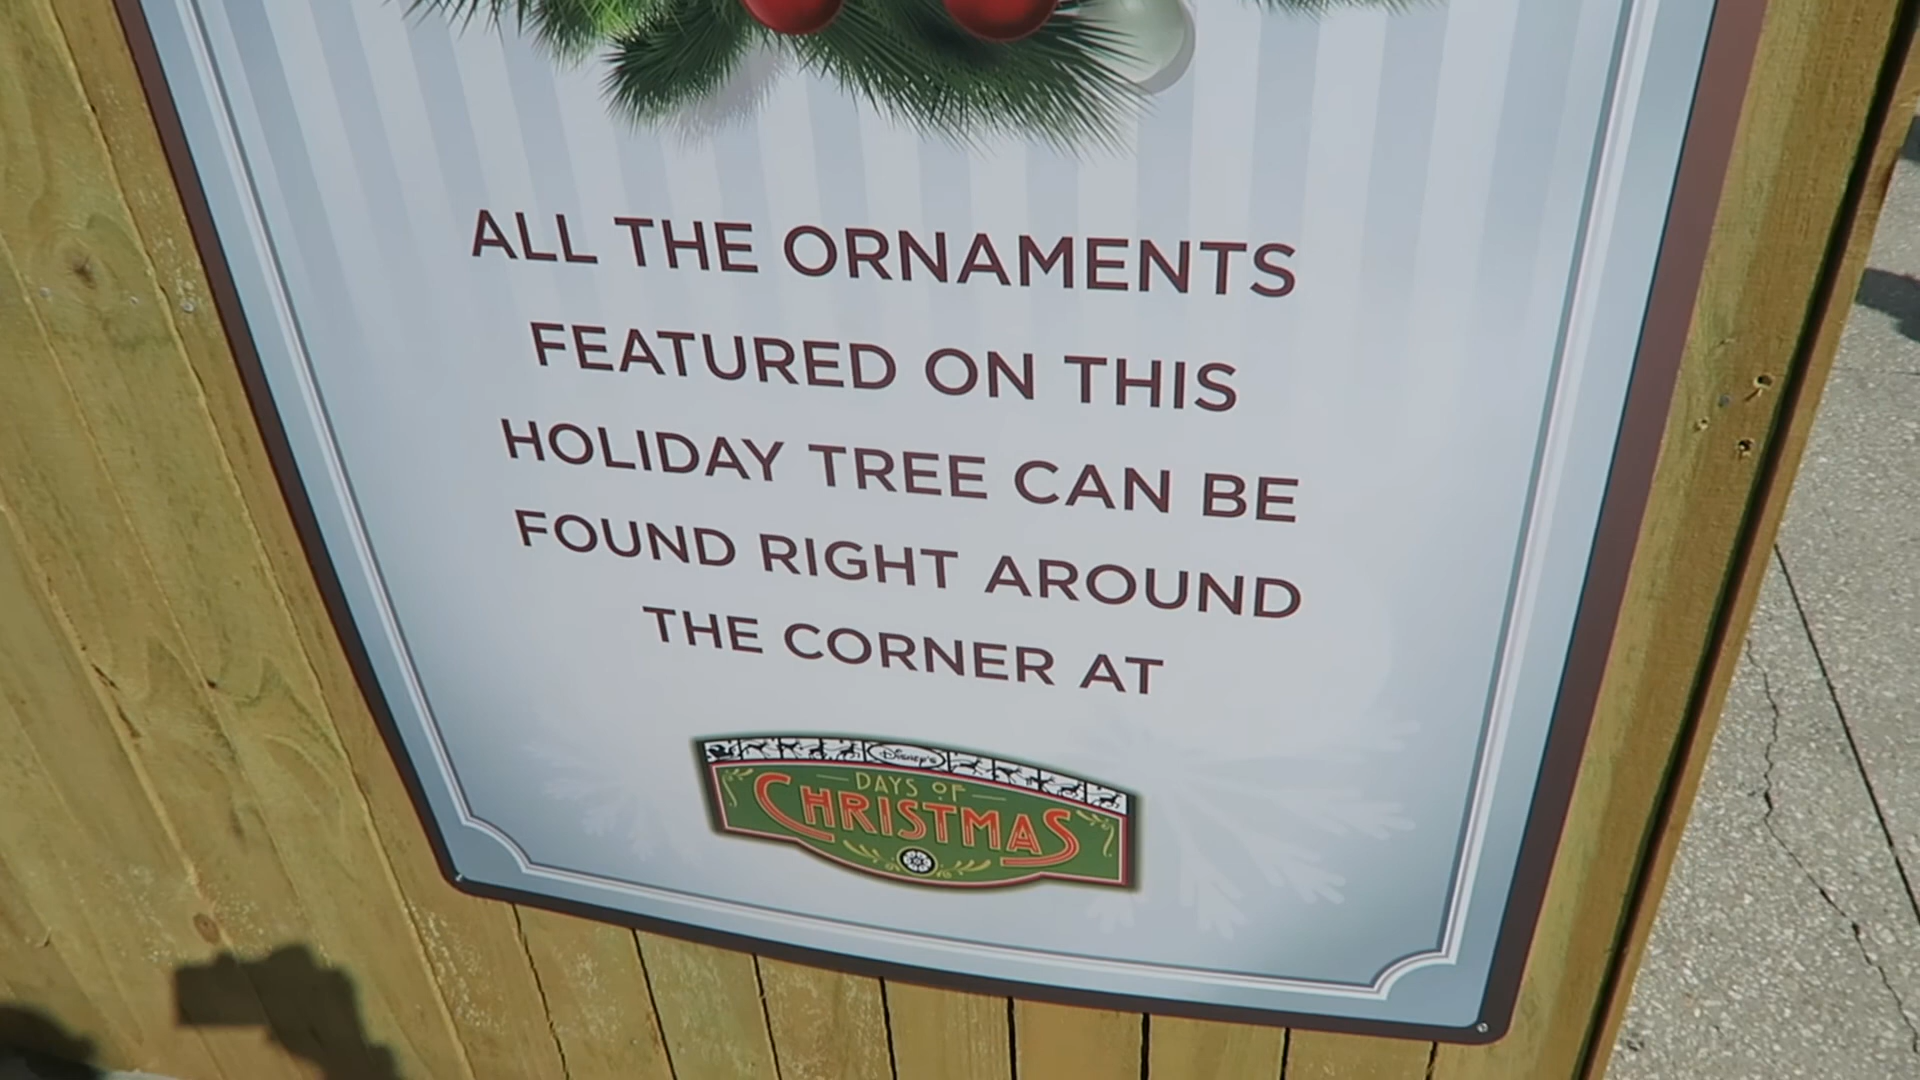 ALL THE ORNAMENTS
FEATURED ON THIS
HOLIDAY TREE CAN BE
FOUND RIGHT AROUND
THE CORNER AT
Disney's
DAYS OF
CHRISTMAS